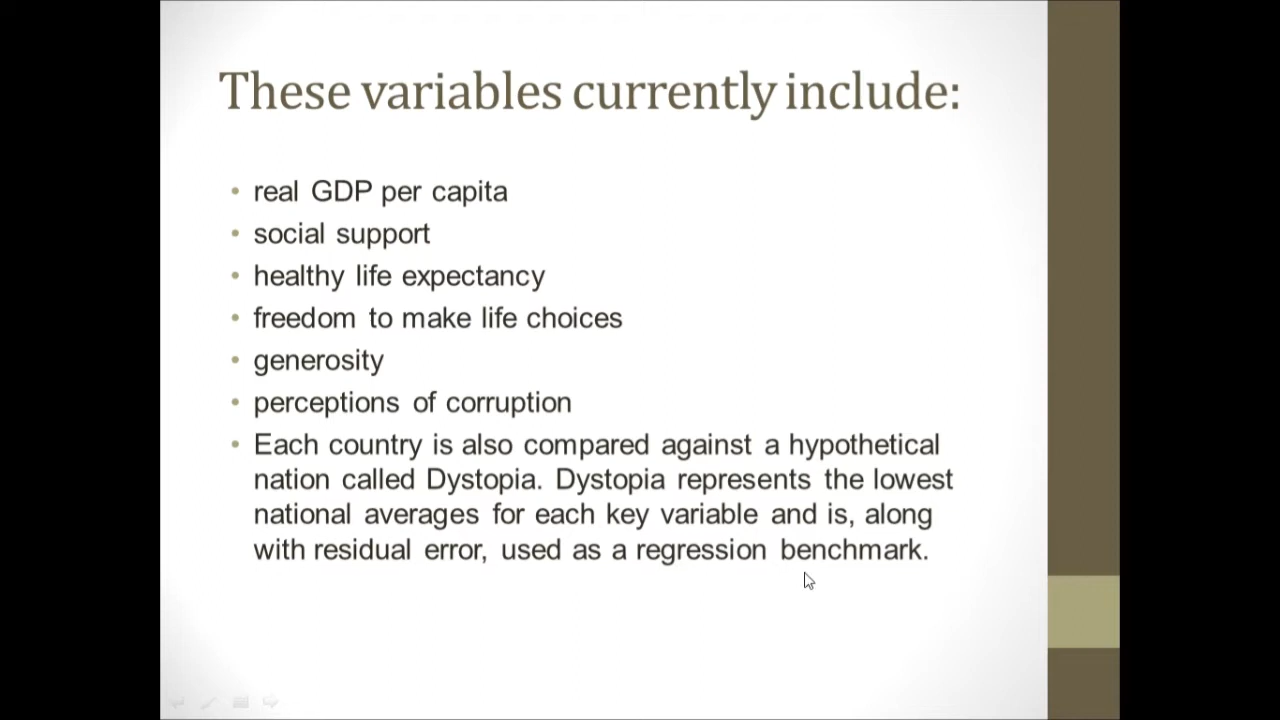 These variables currently include:
• real GDP per capita
• social support
• healthy life expectancy
• freedom to make life choices
• generosity
• perceptions of corruption
• Each country is also compared against a hypothetical
nation called Dystopia. Dystopia represents the lowest
national averages for each key variable and is, along
with residual error, used as a regression benchmark.